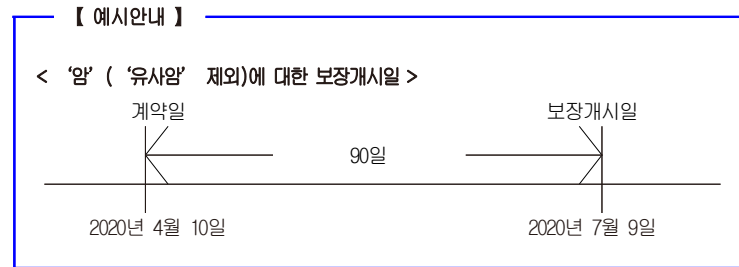 【 예시안내 】
< ‘암’ ( ‘유사암’ 제외)에 대한 보장개시일 >
계약일 보장개시일
90일
2020년 4월 10일 2020년 7월 9일